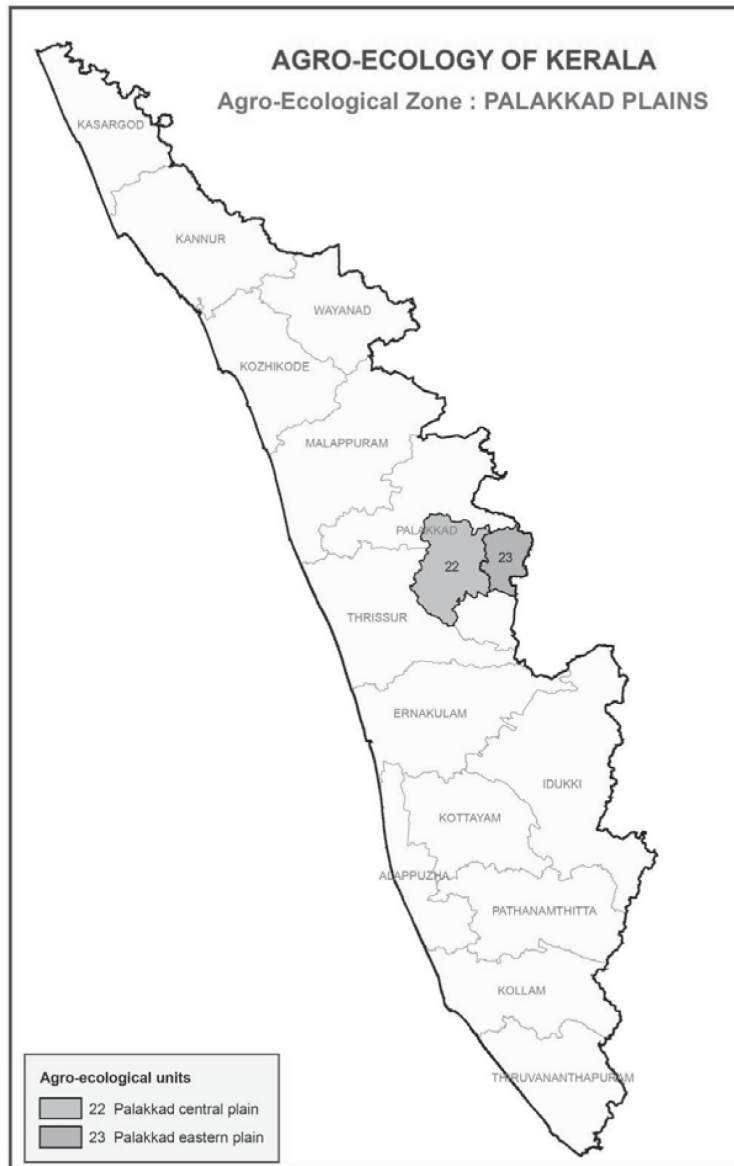 AGRO-ECOLOGY OF KERALA
Agro-Ecological Zone : PALAKKAD PLAINS
KASARGOD
KANNUR
WAYANAD
KOZHIKODE
MALAPPURAM
PALAKKAD
23
22
THRISSUR
ERNAKULAM
IDUKKI
KOTTAYAM
ALAPPUZHA
PATHANAMTHITTA
KOLLAM
THIRUVANANTHAPURAM
Agro-ecological units
22 Palakkad central plain
23 Palakkad eastern plain